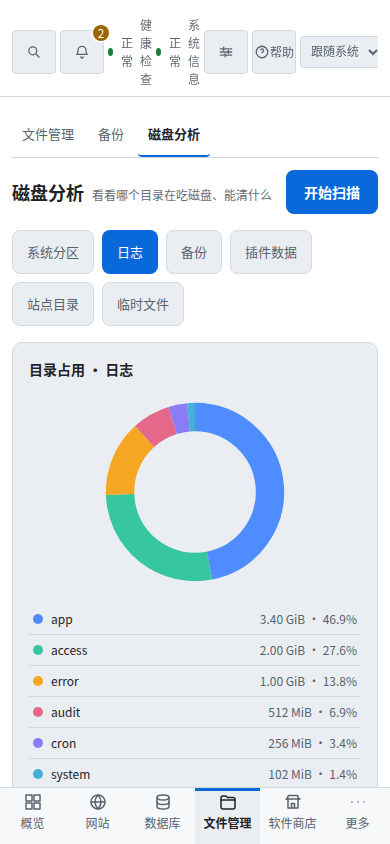 2
正常
健康检查
正常
系统信息
帮助
跟随系统
文件管理 备份 磁盘分析
磁盘分析 看看哪个目录在吃磁盘、能清什么 开始扫描
系统分区 日志 备份 插件数据
站点目录 临时文件
目录占用 · 日志
app 3.40 GiB · 46.9%
access 2.00 GiB · 27.6%
error 1.00 GiB · 13.8%
audit 512 MiB · 6.9%
cron 256 MiB · 3.4%
system 102 MiB · 1.4%
概览 网站 数据库 文件管理 软件商店 更多